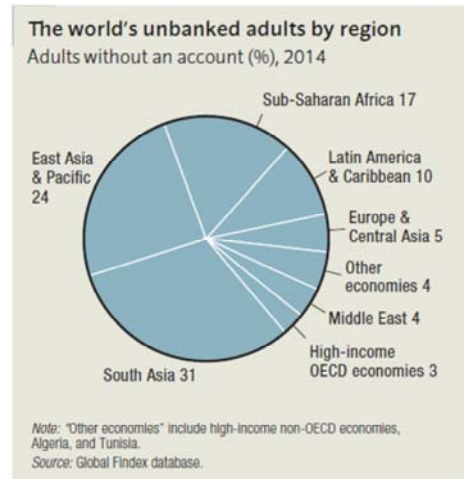 The world's unbanked adults by region
Adults without an account (%), 2014
Sub-Saharan Africa 17
Latin America
& Caribbean 10
Europe &
Central Asia 5
Other
economies 4
Middle East 4
High-income
OECD economies 3
South Asia 31
East Asia
& Pacific
24
Note: "Other economies" include high-income non-OECD economies,
Algeria, and Tunisia.
Source: Global Findex database.